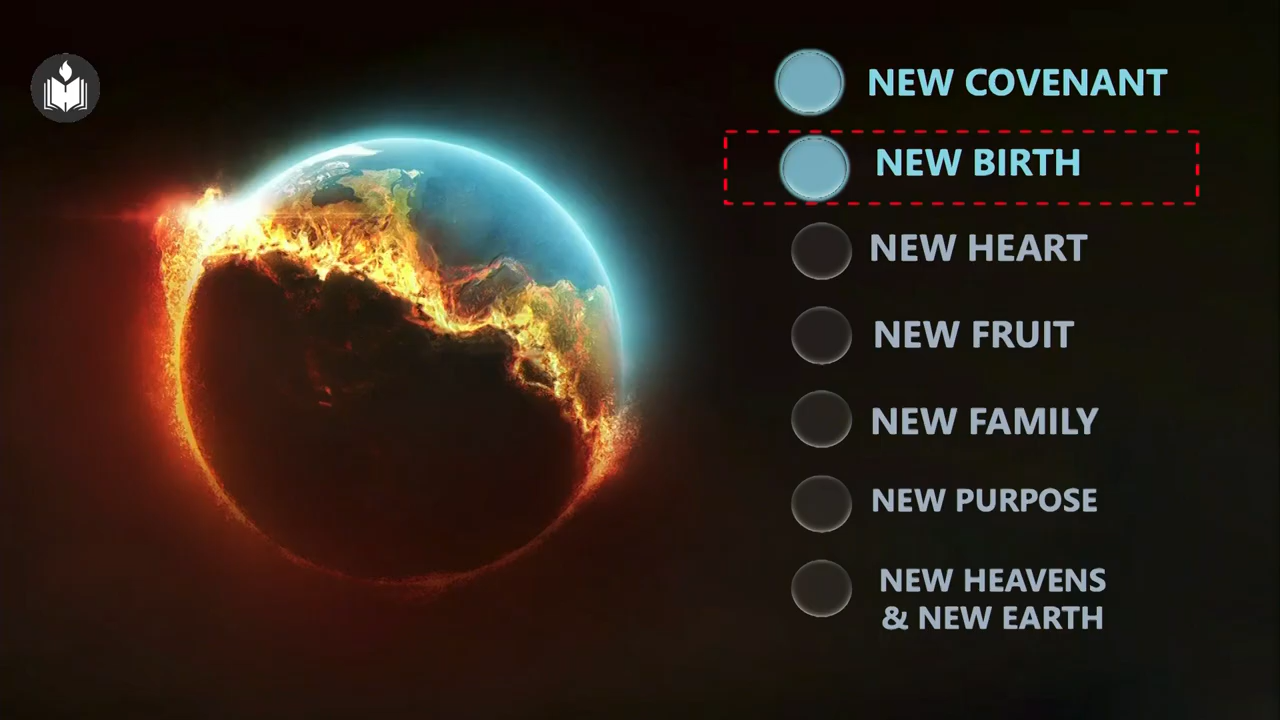 NEW COVENANT
NEW BIRTH
NEW HEART
NEW FRUIT
NEW FAMILY
NEW PURPOSE
NEW HEAVENS
& NEW EARTH